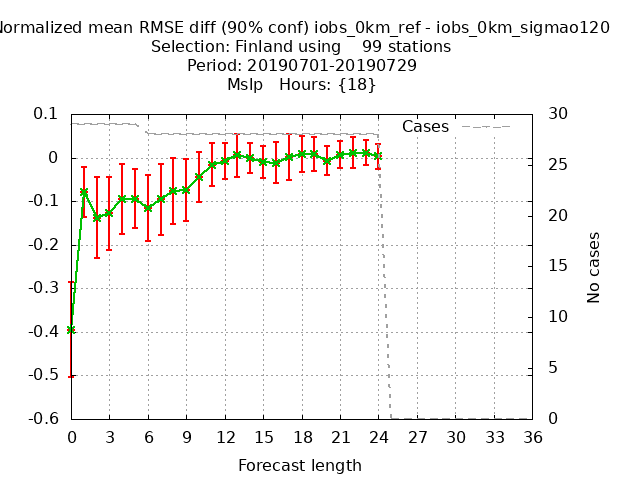 Normalized mean RMSE diff (90% conf) iobs_0km_ref - iobs_0km_sigmao120
Selection: Finland using 99 stations
Period: 20190701-20190729
Mslp Hours: {18}
0.1
0
-0.1
-0.2
-0.3
-0.4
-0.5
-0.6
Cases
30
25
20
15
10
5
0
No cases
0 3 6 9 12 15 18 21 24 27 30 33 36
Forecast length